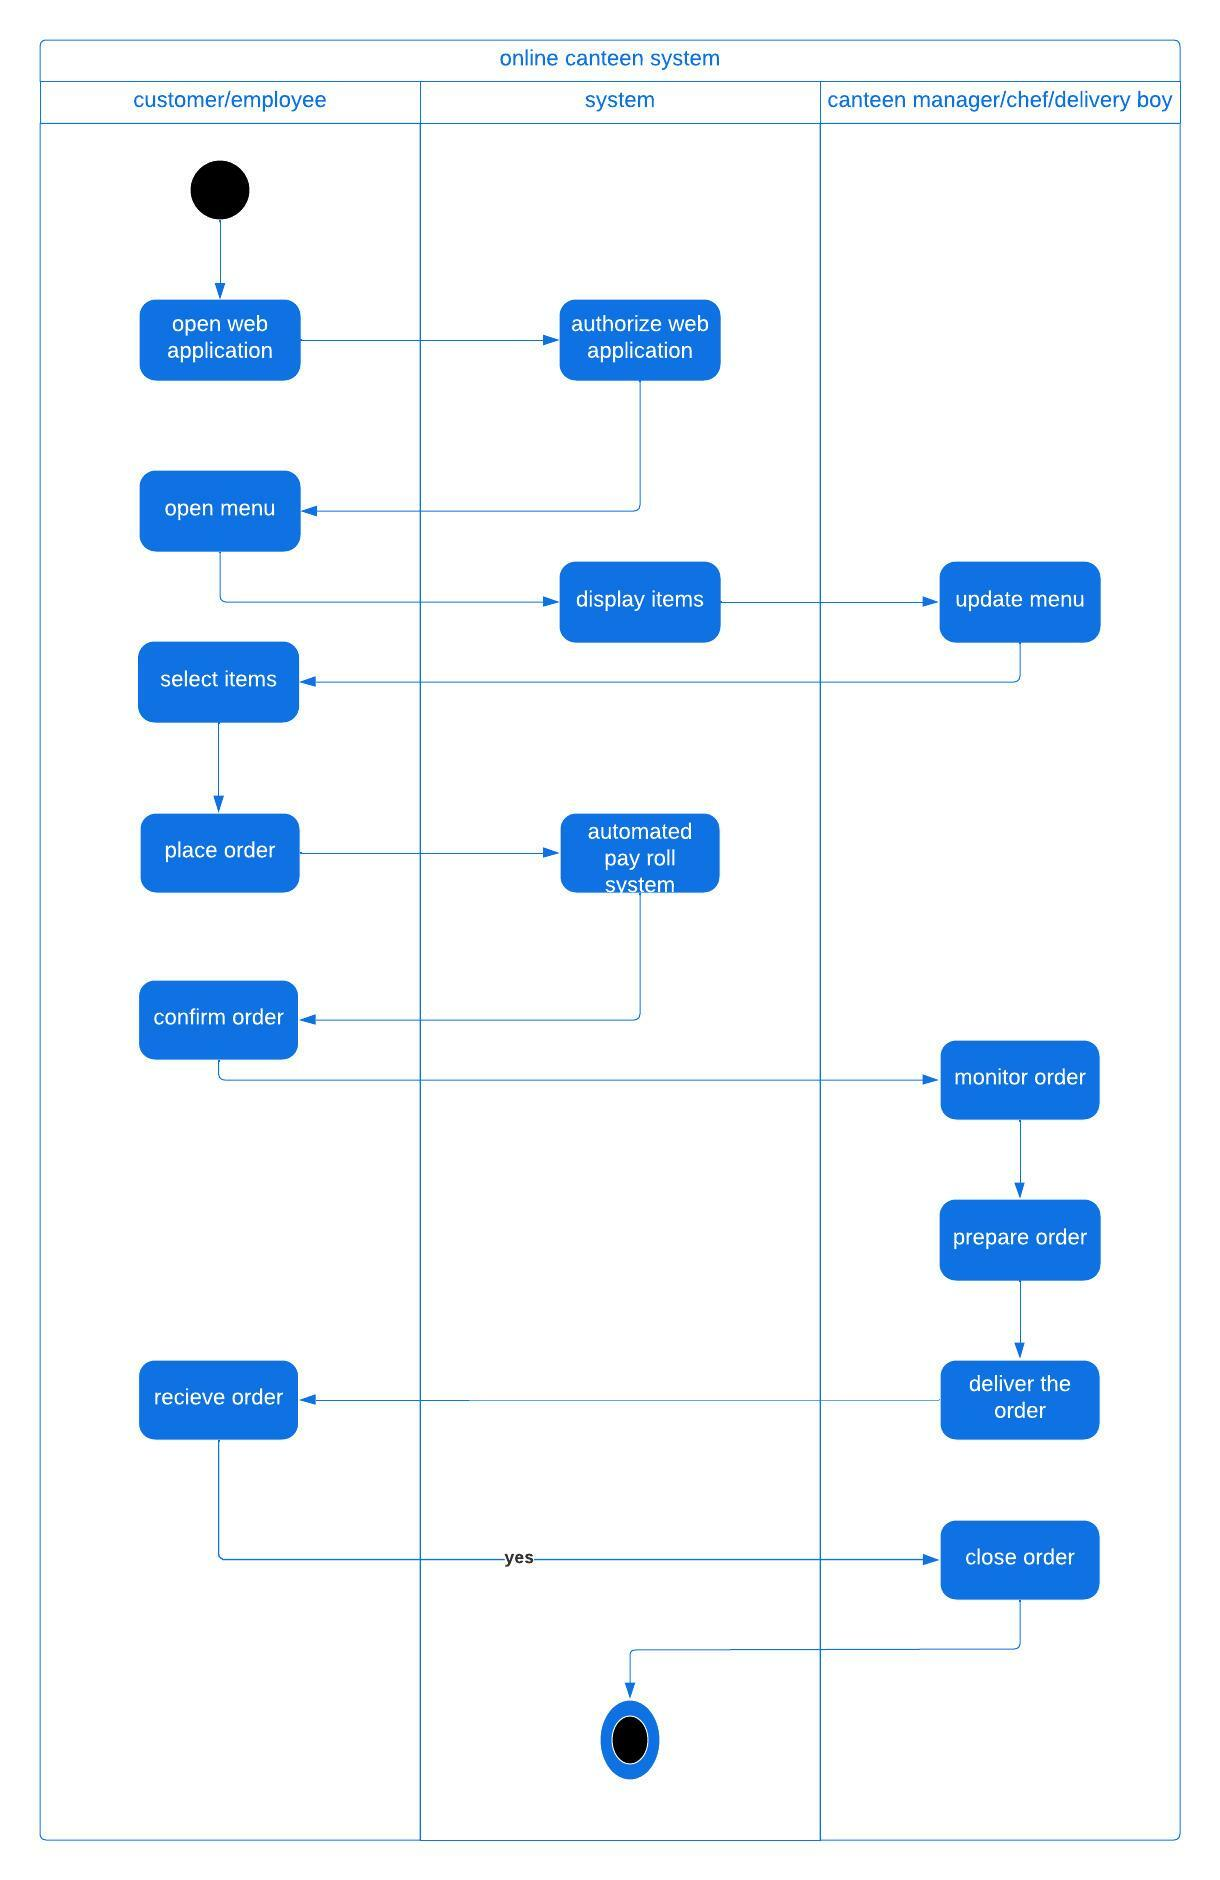 online canteen system
customer/employee
system
canteen manager/chef/delivery boy
open web
application
authorize web
application
open menu
display items
update menu
select items
place order
automated
pay roll
system
confirm order
monitor order
prepare order
recieve order
deliver the
order
yes
close order